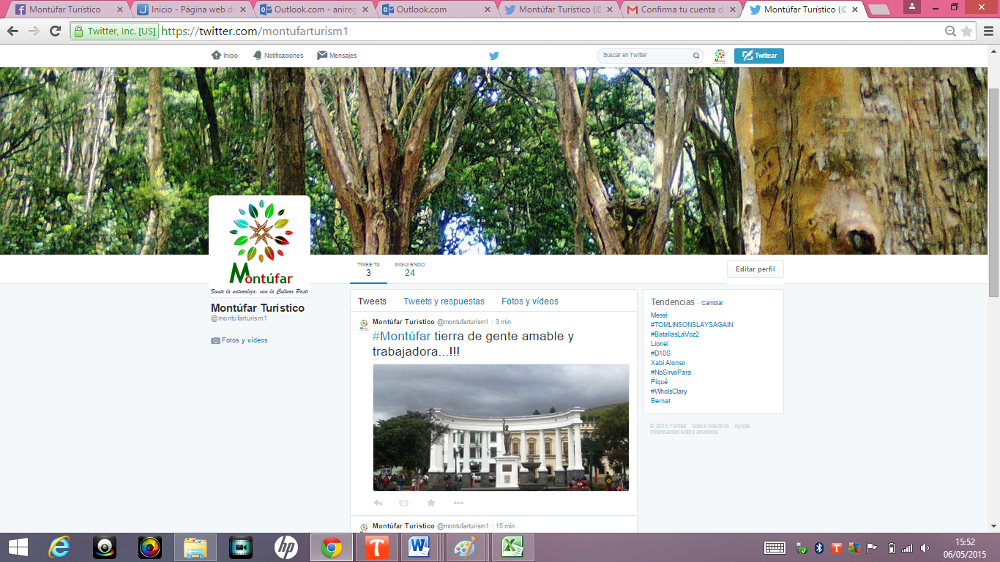 Montúfar Turístico
Inicio - Página web de
Outlook.com - anireg
Outlook.com
Montúfar Turístico (@
Confirma tu cuenta d
Montúfar Turístico (@
Twitter, Inc. [US] https://twitter.com/montufarturism1
Inicio Notificaciones Mensajes Buscar en Twitter Twittear
Montúfar
Siente la naturaleza, vive la Cultura Past
TWEETS SIGUIENDO
3 24
Editar perfil
Montúfar Turístico
@montufarturism1
Fotos y vídeos
Tweets Tweets y respuestas Fotos y vídeos
Montúfar Turístico @montufarturism1 · 3 min
#Montúfar tierra de gente amable y
trabajadora...!!!
Montúfar Turístico @montufarturism1 · 15 min
Tendencias · Cambiar
Messi
#TOMLINSONSLAYSAGAIN
#BatallasLaVoz2
Lionel
#D10S
Xabi Alonso
#NoSirvoPara
Piqué
#WhoIsClary
Bernat
© 2015 Twitter Sobre nosotros Ayuda
Información sobre anuncios
15:52
06/05/2015